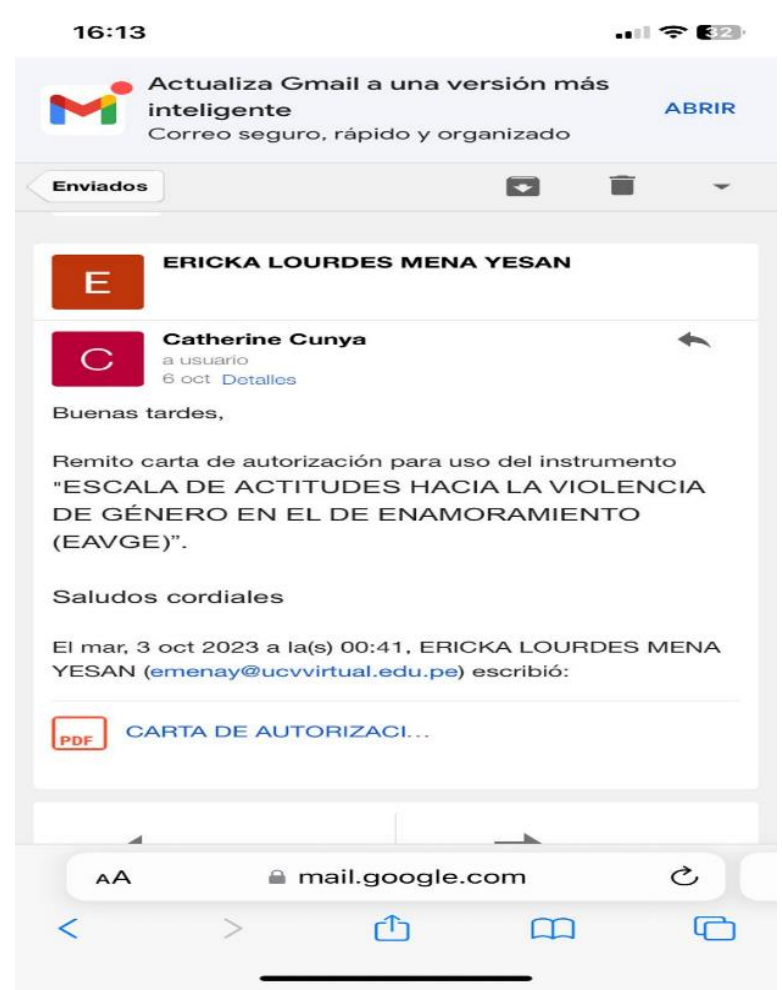 16:13
32
Actualiza Gmail a una versión más
inteligente
Correo seguro, rápido y organizado
ABRIR
Enviados
E
ERICKA LOURDES MENA YESAN
C
Catherine Cunya
a usuario
6 oct Detalles
Buenas tardes,
Remito carta de autorización para uso del instrumento
"ESCALA DE ACTITUDES HACIA LA VIOLENCIA
DE GÉNERO EN EL DE ENAMORAMIENTO
(EAVGE)”.
Saludos cordiales
El mar, 3 oct 2023 a la(s) 00:41, ERICKA LOURDES MENA
YESAN (emenay@ucvvirtual.edu.pe) escribió:
PDF
CARTA DE AUTORIZACI...
AA
mail.google.com